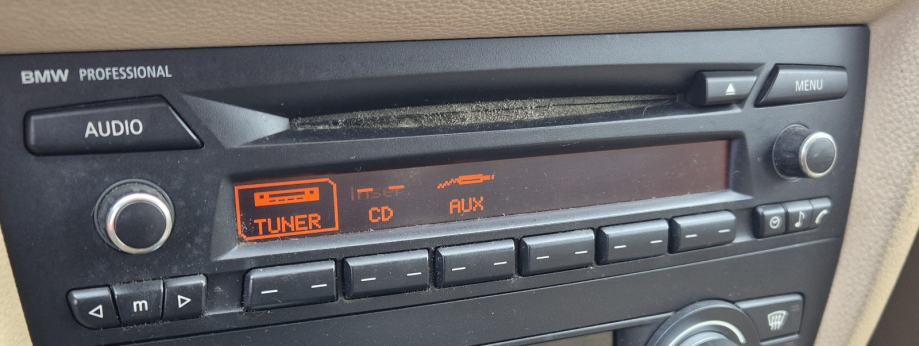 BMW PROFESSIONAL
MENU
AUDIO
TUNER
CD
AUX
m